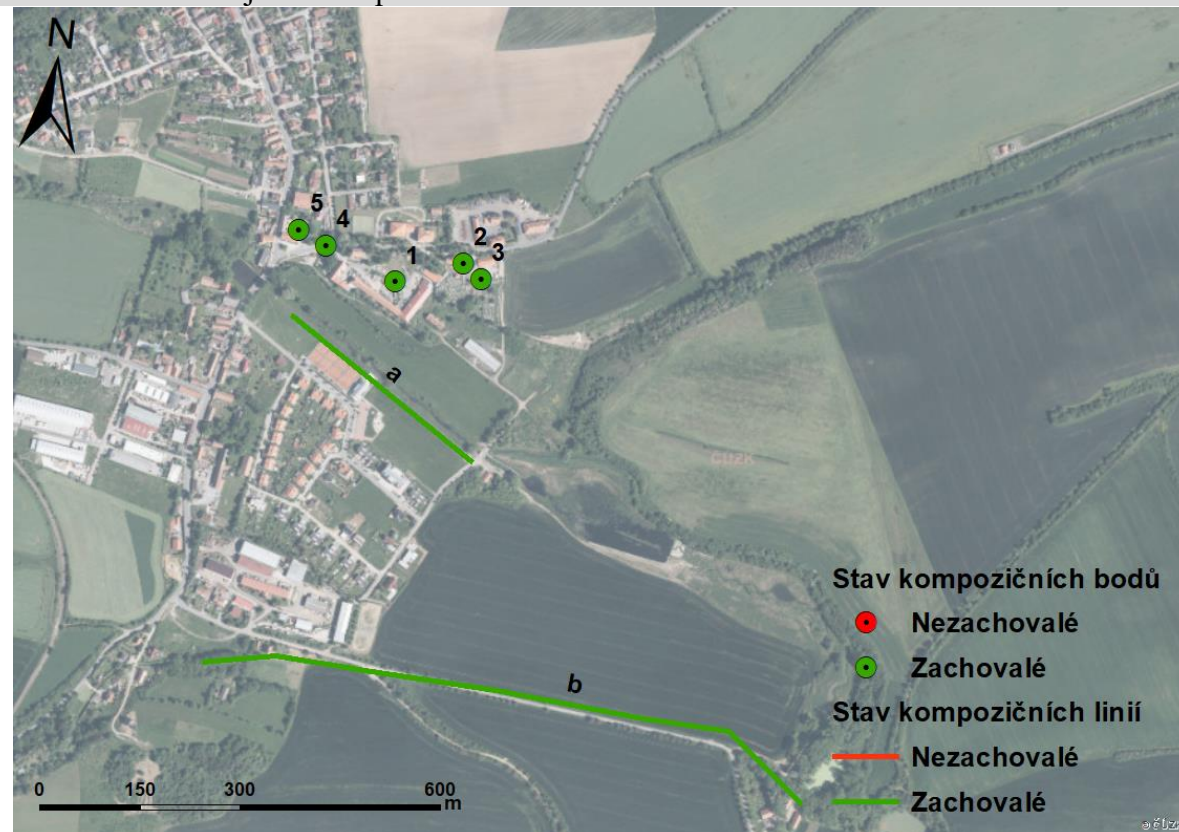 N
5
4
1
2
3
a
ČÚZK
b
Stav kompozičních bodů
Nezachovalé
Zachovalé
Stav kompozičních linií
Nezachovalé
Zachovalé
0 150 300 600 m